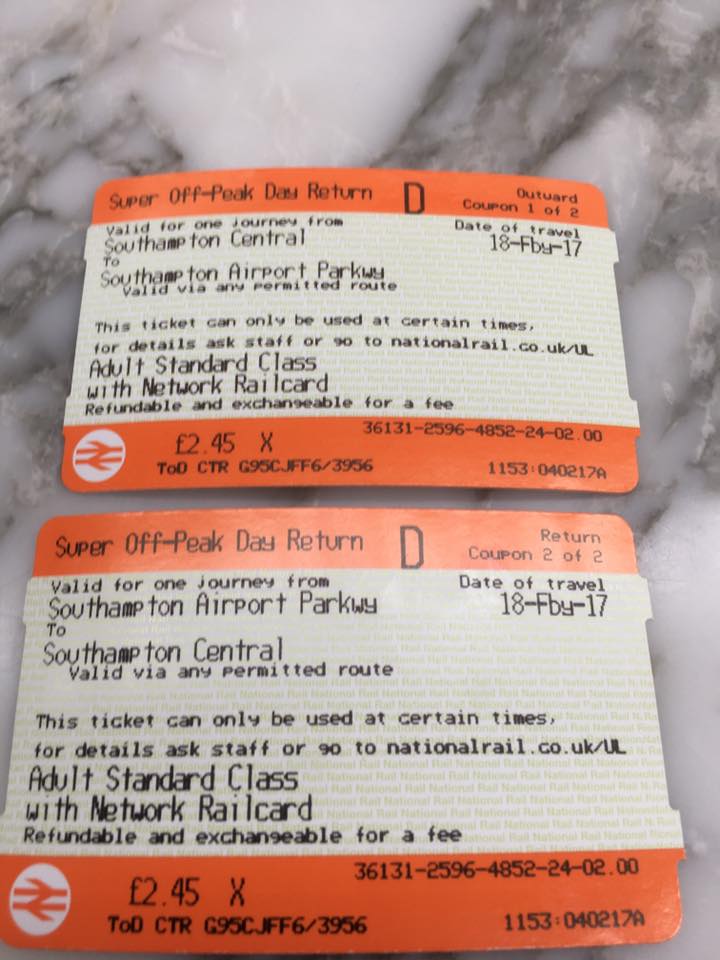 Super Off-Peak Day Return D Outward
Coupon 1 of 2
Valid for one journey from Date of travel
Southampton Central 18-Fby-17
To
Southampton Airport Parkwy
Valid via any permitted route
This ticket can only be used at certain times,
for details ask staff or go to nationalrail.co.uk/UL
Adult Standard Class
with Network Railcard
Refundable and exchangeable for a fee
36131-2596-4852-24-02.00
£2.45 X
ToD CTR G95CJFF6/3956 1153:040217A
Super Off-Peak Day Return D Return
Coupon 2 of 2
Valid for one journey from Date of travel
Southampton Airport Parkwy 18-Fby-17
To
Southampton Central
Valid via any permitted route
This ticket can only be used at certain times,
for details ask staff or go to nationalrail.co.uk/UL
Adult Standard Class
with Network Railcard
Refundable and exchangeable for a fee
36131-2596-4852-24-02.00
£2.45 X
ToD CTR G95CJFF6/3956 1153:040217A